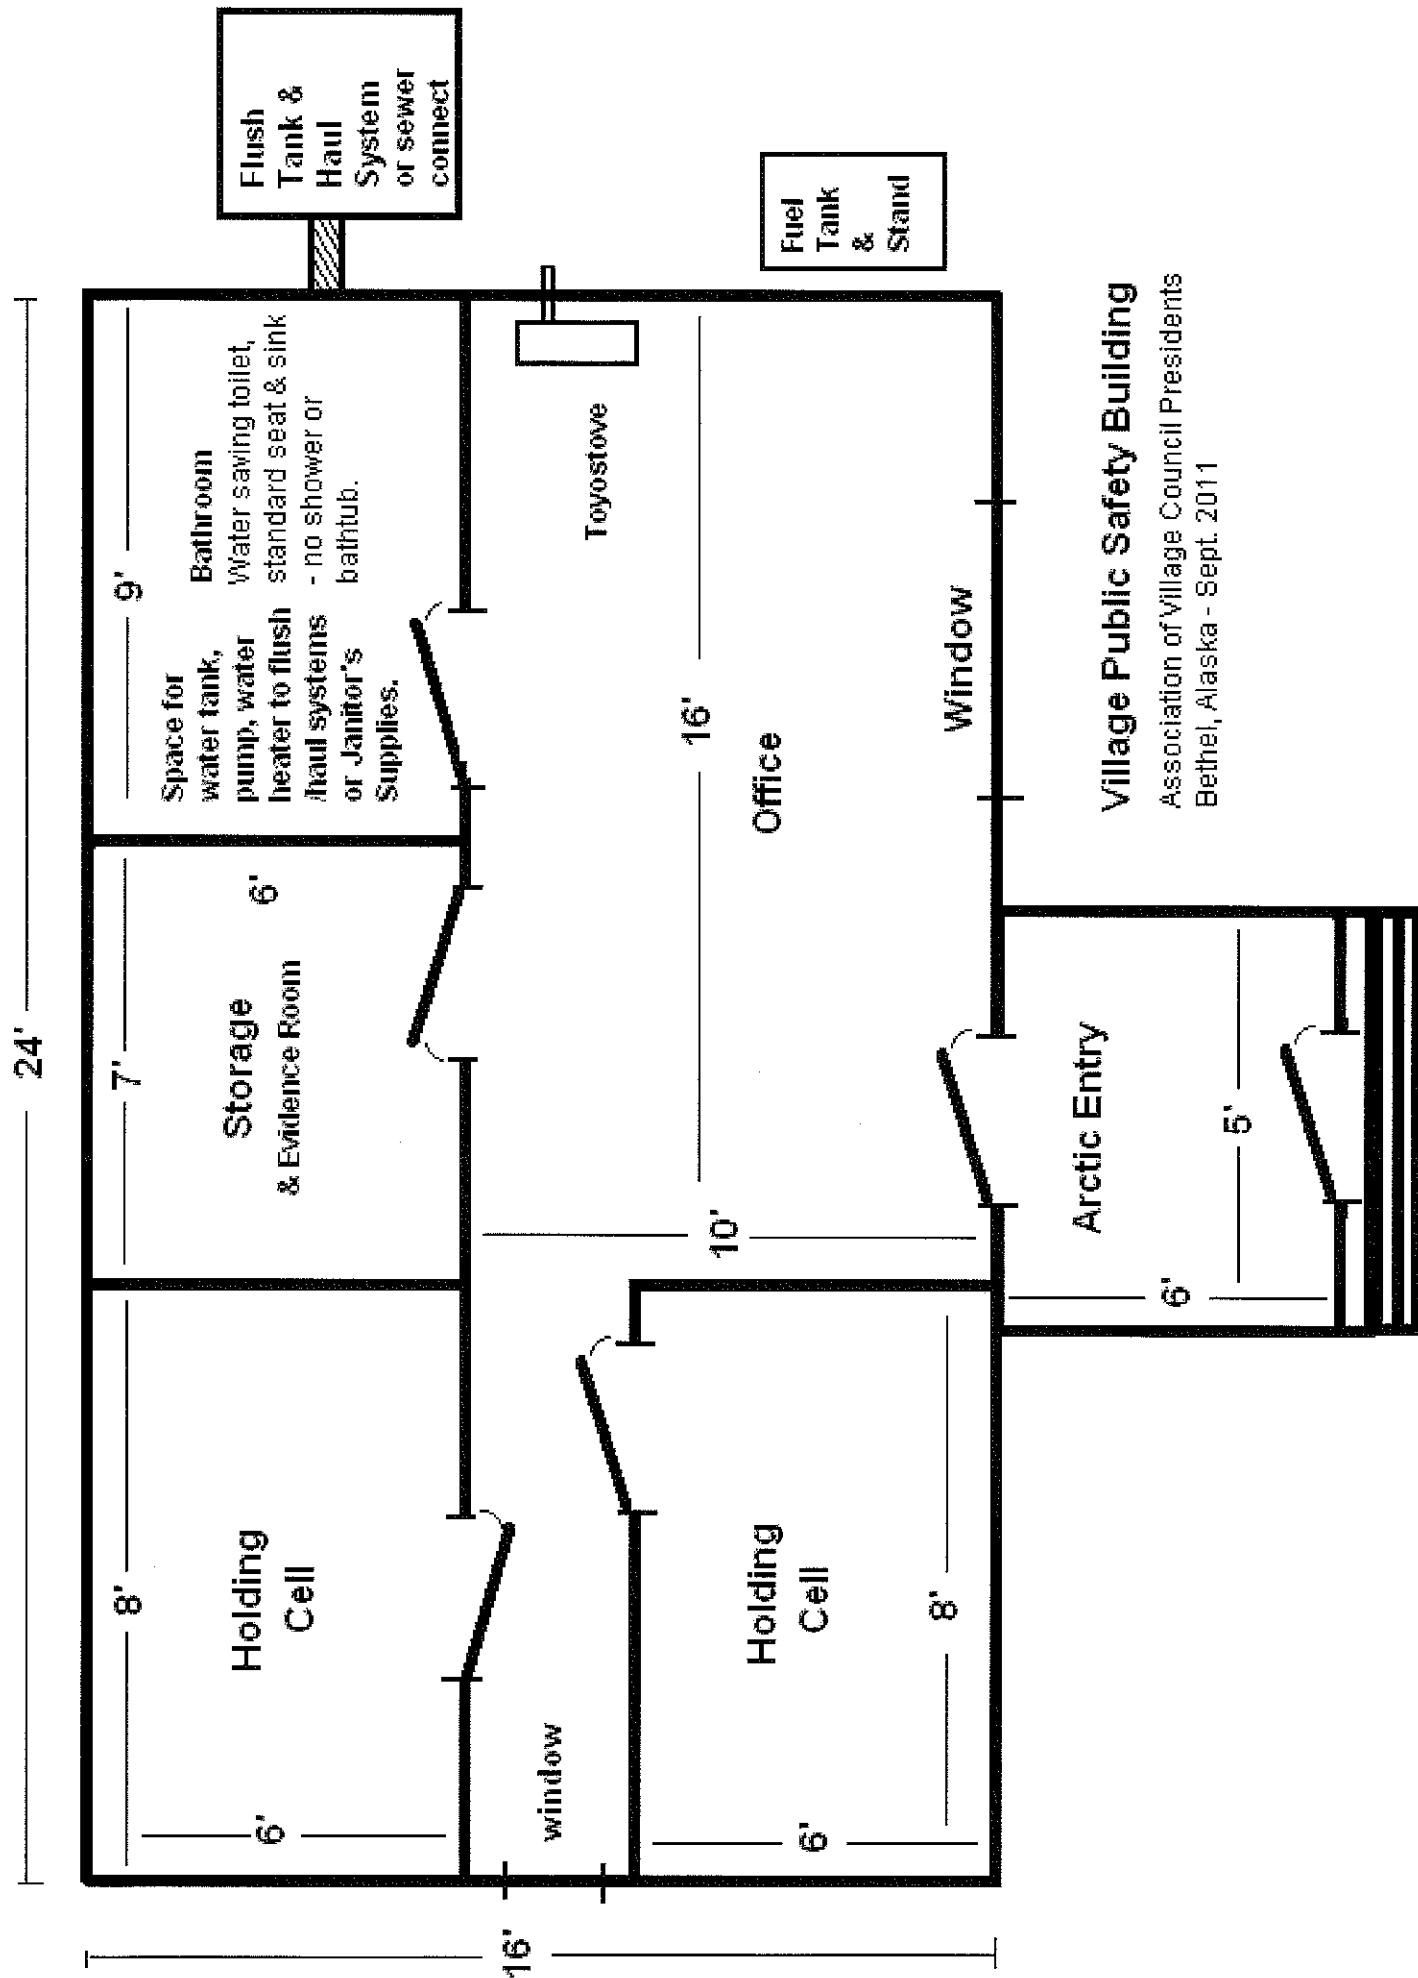 24'
8'
7'
9'
Holding
Cell
6'
Storage
& Evidence Room
6'
Space for
water tank,
pump, water
heater to flush
/haul systems
or Janitor's
Supplies.
Bathroom
Water saving toilet,
standard seat & sink
- no shower or
bathtub.
Flush
Tank &
Haul
System
or sewer
connect
16'
window
Toyostove
10'
16'
Office
Holding
Cell
6'
8'
Window
Fuel
Tank
&
Stand
Arctic Entry
6'
5'
Village Public Safety Building
Association of Village Council Presidents
Bethel, Alaska - Sept. 2011